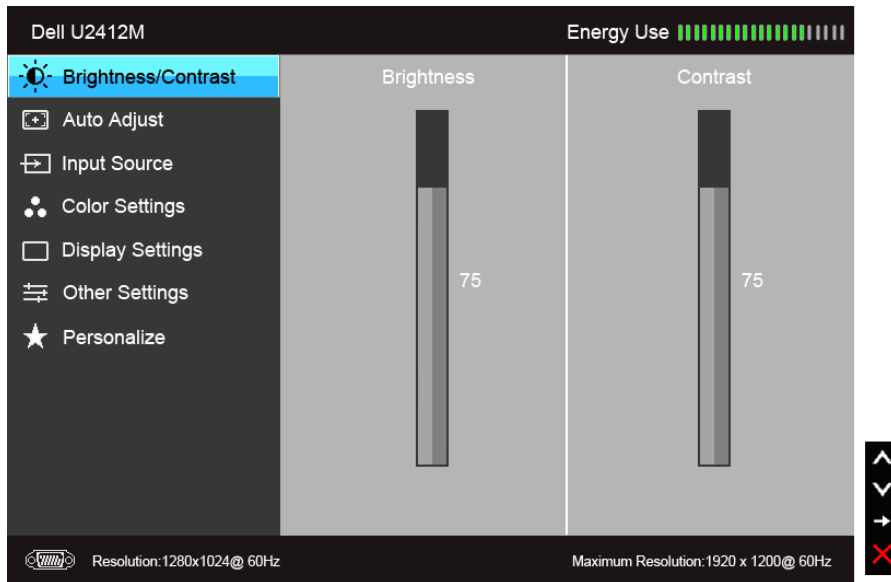 Dell U2412M
Energy Use
Brightness/Contrast
Auto Adjust
Input Source
Color Settings
Display Settings
Other Settings
Personalize
Brightness
75
Contrast
75
Resolution:1280x1024@ 60Hz
Maximum Resolution:1920 x 1200@ 60Hz